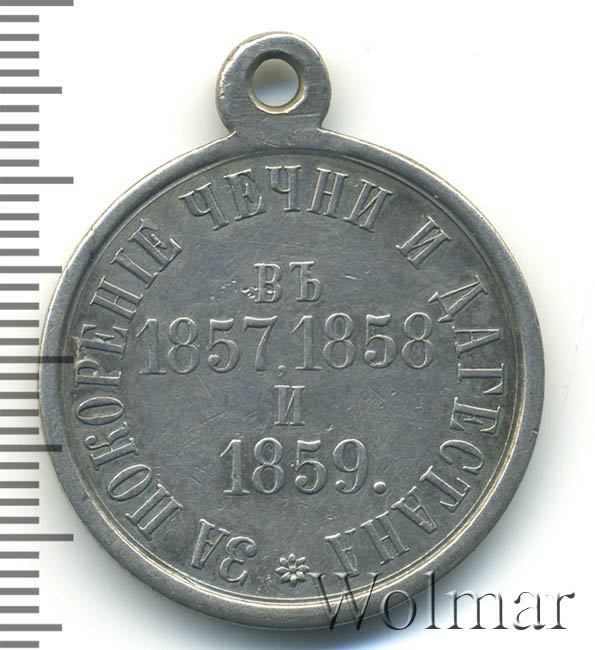 ЗА ПОКОРЕНІЕ ЧЕЧНИ И ДАГЕСТАНА
ВЪ
1857, 1858
И
1859.
Wolmar